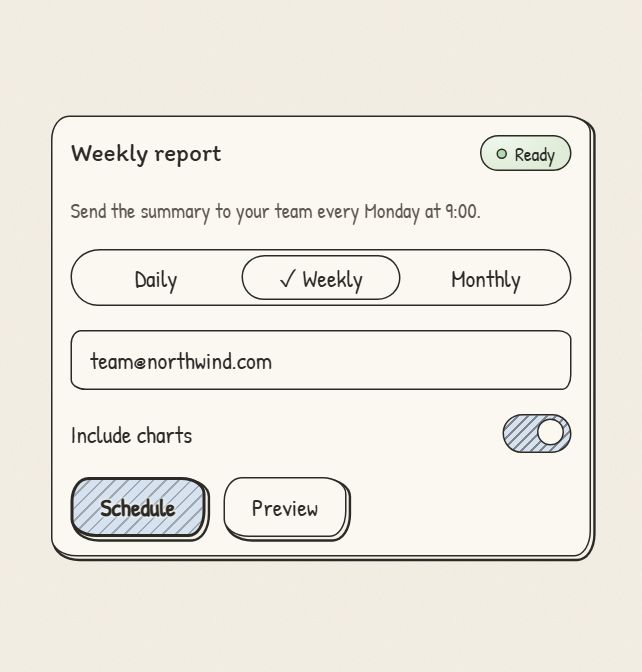 Weekly report
Ready
Send the summary to your team every Monday at 9:00.
Daily
✓ Weekly
Monthly
team@northwind.com
Include charts
Schedule
Preview